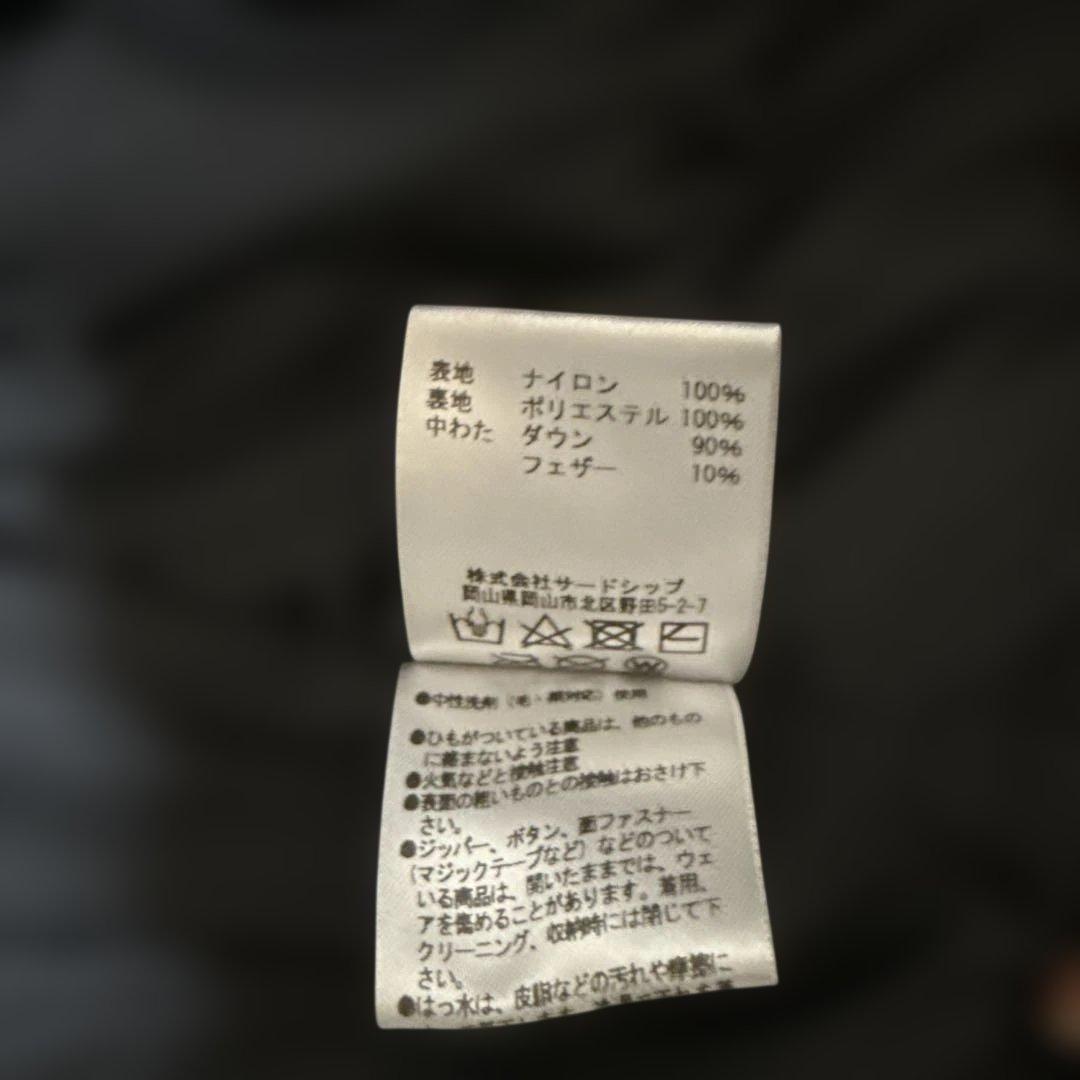 表地 ナイロン 100%
裏地 ポリエステル 100%
中わた ダウン 90%
フェザー 10%
株式会社サードシップ
岡山県岡山市北区野田5-2-7
●中性洗剤 使用
●ひもがついている商品は、他のもの
に絡まないよう注意
●火気などと接触注意
●表面の粗いものとの接触はおさけ下
さい。
●ジッパー、ボタン、面ファスナー
(マジックテープなど)などのついて
いる商品は、開いたままでは、ウェ
アを傷めることがあります。着用、
クリーニング、収納時には閉じて下
さい。
●はっ水は、皮脂などの汚れや摩擦に